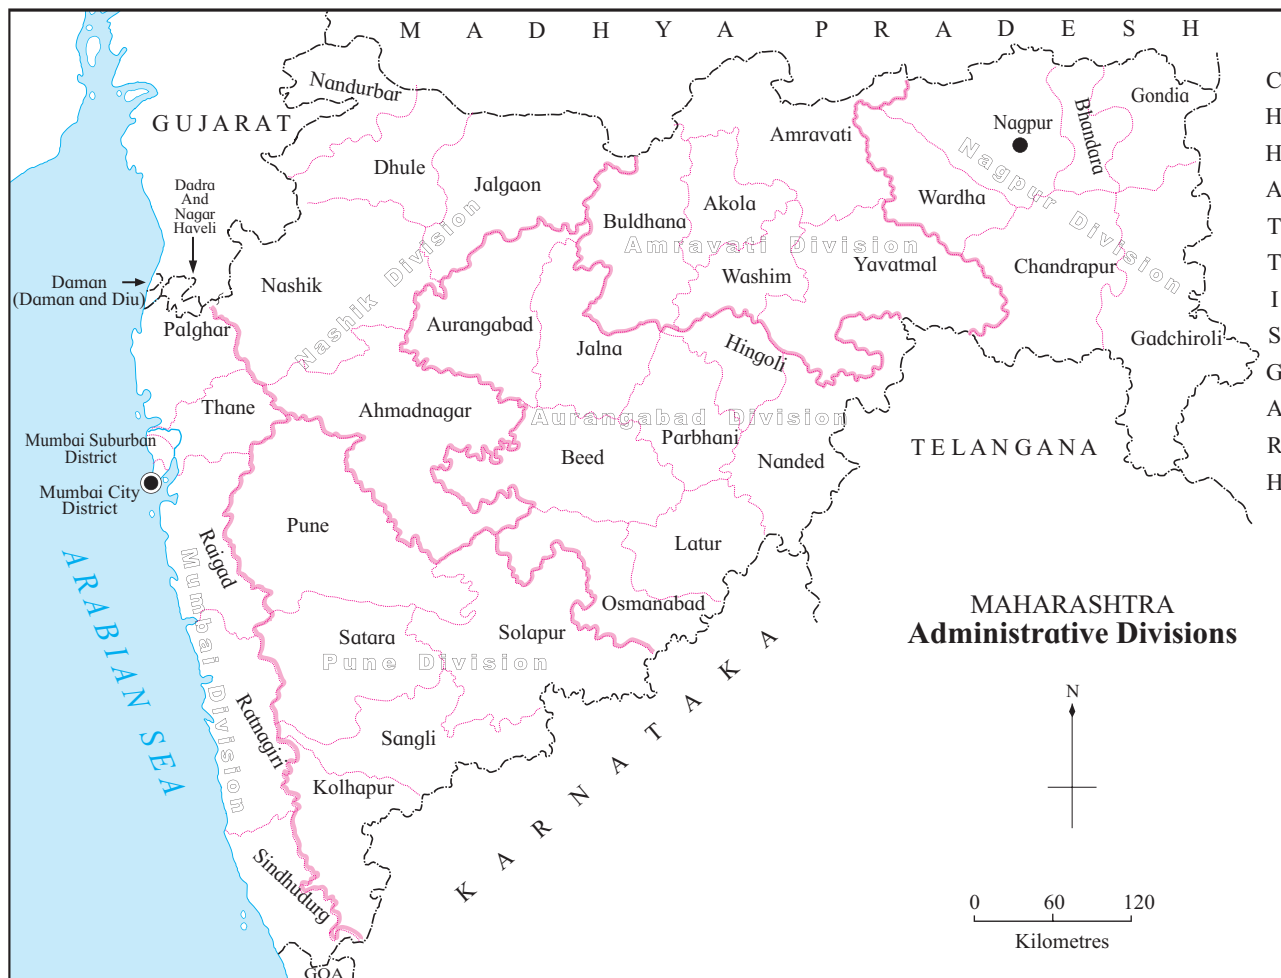 MADHYA PRADESH
CHHATTISGARH
GUJARAT
Nandurbar
Dhule
Jalgaon
Amravati
Nagpur
Bhandara
Gondia
Dadra
And
Nagar
Haveli
Daman
(Daman and Diu)
Palghar
Nashik
Nashik Division
Buldhana
Akola
Washim
Amravati Division
Yavatmal
Wardha
Nagpur Division
Chandrapur
Gadchiroli
Aurangabad
Jalna
Hingoli
Thane
Ahmadnagar
Aurangabad Division
Parbhani
Beed
Nanded
TELANGANA
Mumbai Suburban
District
Mumbai City
District
Pune
Raigad
Latur
Osmanabad
Mumbai Division
Satara
Solapur
Pune Division
Ratnagiri
Sangli
Kolhapur
Sindhudurg
GOA
ARABIAN SEA
KARNATAKA
MAHARASHTRA
Administrative Divisions
N
0 60 120
Kilometres